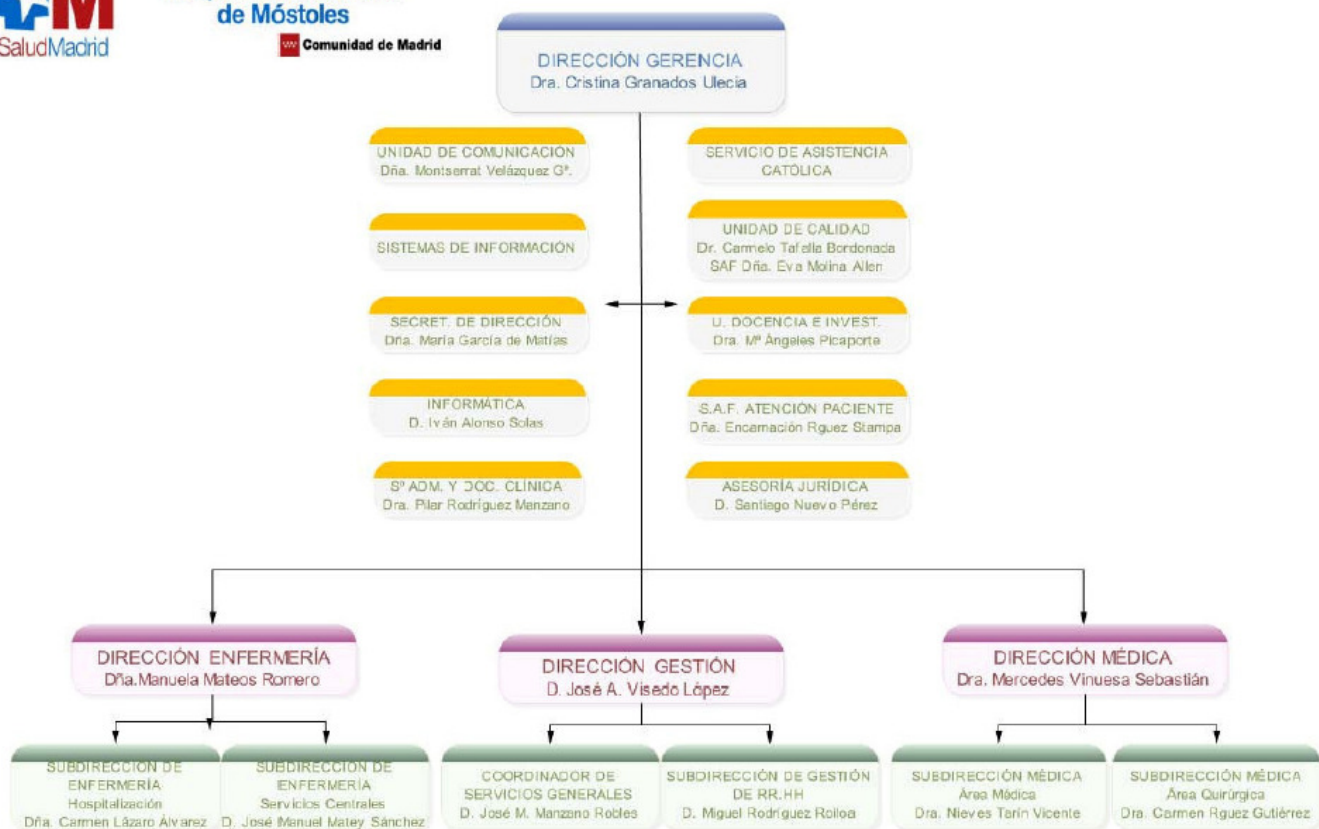 SaludMadrid
de Móstoles
Comunidad de Madrid
DIRECCIÓN GERENCIA
Dra. Cristina Granados Ulecia
UNIDAD DE COMUNICACIÓN
Dña. Montserrat Velázquez Gª.
SERVICIO DE ASISTENCIA
CATÓLICA
SISTEMAS DE INFORMACIÓN
UNIDAD DE CALIDAD
Dr. Carmelo Tafalla Bordonada
SAF Dña. Eva Molina Allen
SECRET. DE DIRECCIÓN
Dña. María García de Matías
U. DOCENCIA E INVEST.
Dra. Mª Ángeles Picaporte
INFORMÁTICA
D. Iván Alonso Solas
S.A.F. ATENCIÓN PACIENTE
Dña. Encarnación Rguez Stampa
Sº ADM. Y DOC. CLÍNICA
Dra. Pilar Rodríguez Manzano
ASESORÍA JURÍDICA
D. Santiago Nuevo Pérez
DIRECCIÓN ENFERMERÍA
Dña.Manuela Mateos Romero
DIRECCIÓN GESTIÓN
D. José A. Visedo López
DIRECCIÓN MÉDICA
Dra. Mercedes Vinuesa Sebastián
SUBDIRECCION DE
ENFERMERÍA
Hospitalización
Dña. Carmen Lázaro Álvarez
SUBDIRECCION DE
ENFERMERÍA
Servicios Centrales
D. José Manuel Matey Sánchez
COORDINADOR DE
SERVICIOS GENERALES
D. José M. Manzano Robles
SUBDIRECCIÓN DE GESTIÓN
DE RR.HH
D. Miguel Rodríguez Roiloa
SUBDIRECCIÓN MÉDICA
Área Médica
Dra. Nieves Tarín Vicente
SUBDIRECCIÓN MÉDICA
Área Quirúrgica
Dra. Carmen Rguez Gutiérrez